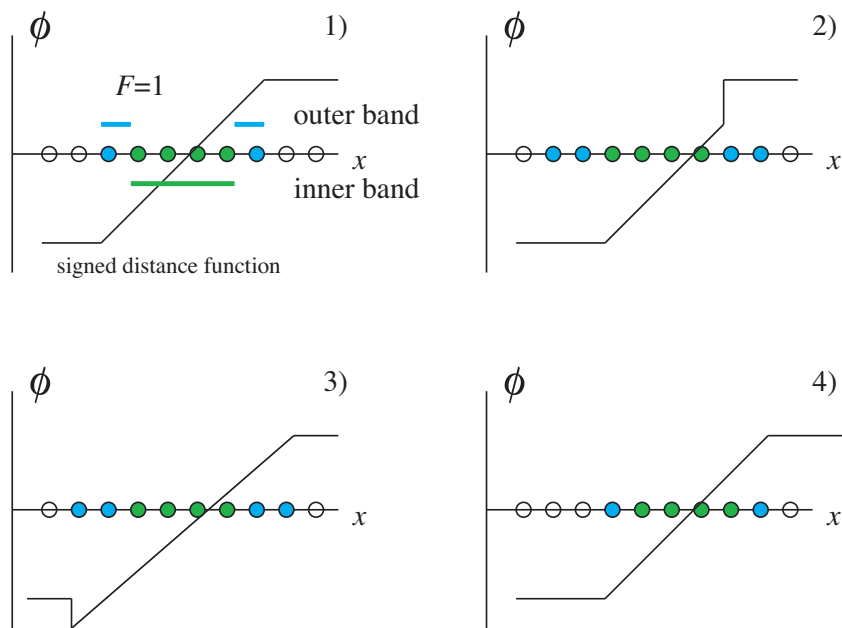 ϕ 1)
F=1
outer band
x
inner band
signed distance function
ϕ 2)
x
ϕ 3)
x
ϕ 4)
x